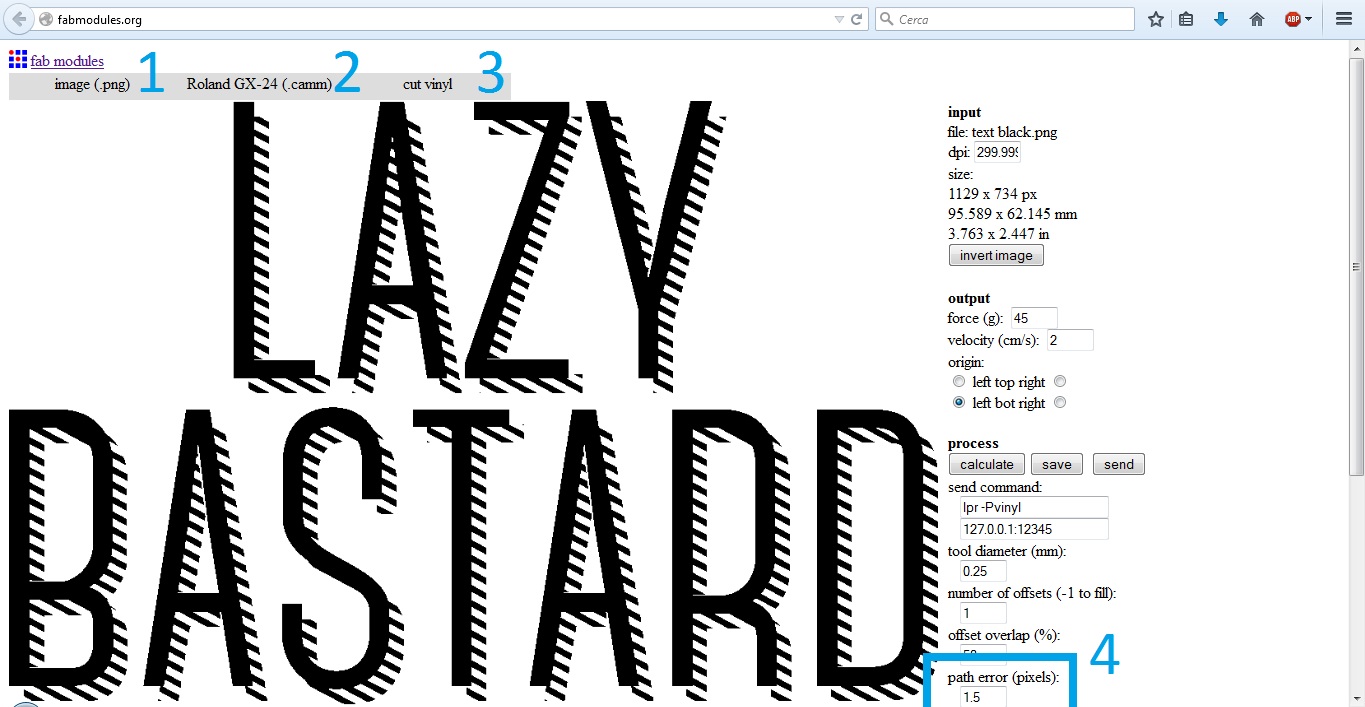 fabmodules.org
Cerca
ABP
fab modules
1 2 3
image (.png) Roland GX-24 (.camm) cut vinyl
LAZY
BASTARD
input
file: text black.png
dpi: 299.999
size:
1129 x 734 px
95.589 x 62.145 mm
3.763 x 2.447 in
invert image
output
force (g): 45
velocity (cm/s): 2
origin:
left top right
left bot right
process
calculate save send
send command:
lpr -Pvinyl
127.0.0.1:12345
tool diameter (mm):
0.25
number of offsets (-1 to fill):
1
offset overlap (%):
4
path error (pixels):
1.5